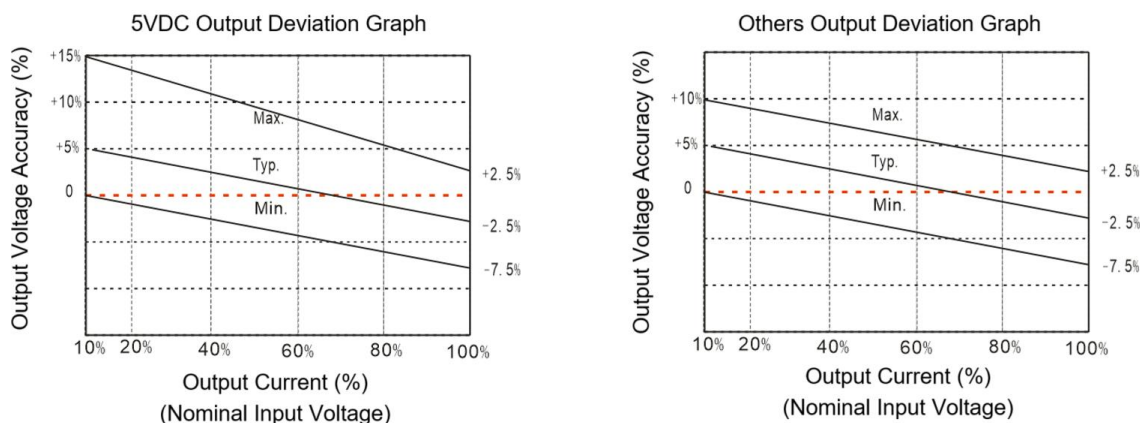 5VDC Output Deviation Graph
Output Voltage Accuracy (%)
+15%
+10%
+5%
0
Max.
Typ.
Min.
+2.5%
-2.5%
-7.5%
10% 20% 40% 60% 80% 100%
Output Current (%)
(Nominal Input Voltage)
Others Output Deviation Graph
Output Voltage Accuracy (%)
+10%
+5%
0
Max.
Typ.
Min.
+2.5%
-2.5%
-7.5%
10% 20% 40% 60% 80% 100%
Output Current (%)
(Nominal Input Voltage)